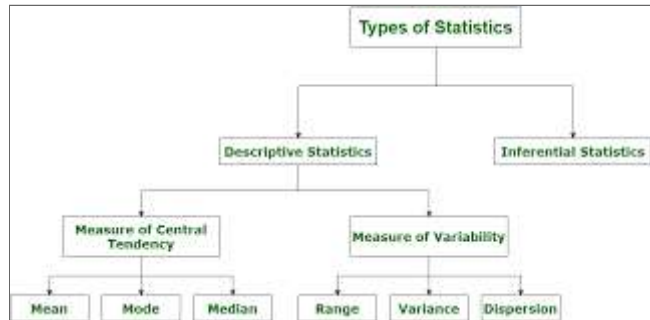 Types of Statistics
Descriptive Statistics
Inferential Statistics
Measure of Central
Tendency
Measure of Variability
Mean
Mode
Median
Range
Variance
Dispersion